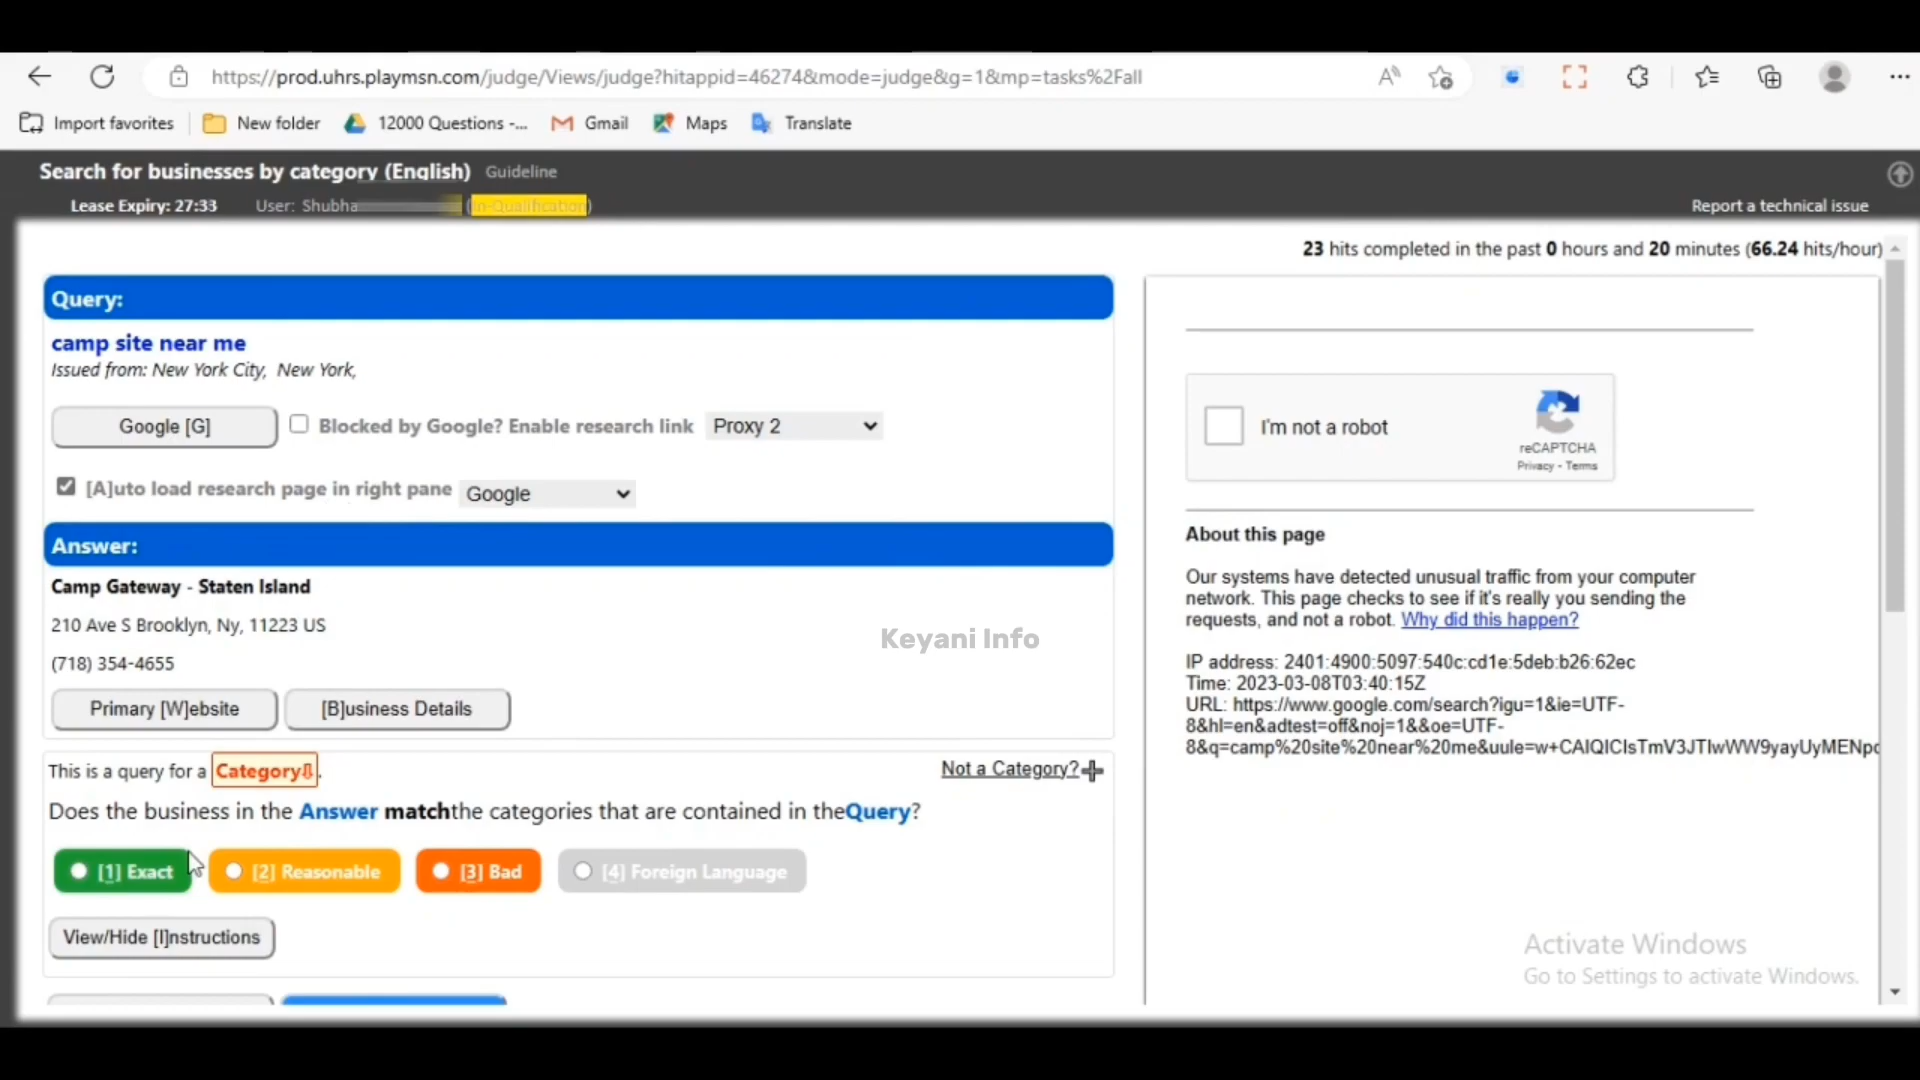 https://prod.uhrs.playmsn.com/judge/Views/judge?hitappid=46274&mode=judge&g=1&mp=tasks%2Fall
Import favorites New folder 12000 Questions -... Gmail Maps Translate
Search for businesses by category (English) Guideline
Lease Expiry: 27:33 User: Shubha (In-Qualification)
Report a technical issue
23 hits completed in the past 0 hours and 20 minutes (66.24 hits/hour)
Query:
camp site near me
Issued from: New York City, New York,
Google [G] Blocked by Google? Enable research link Proxy 2
[A]uto load research page in right pane Google
Answer:
Camp Gateway - Staten Island
210 Ave S Brooklyn, Ny, 11223 US
(718) 354-4655
Primary [W]ebsite [B]usiness Details
This is a query for a Category⇩. Not a Category?
Does the business in the Answer matchthe categories that are contained in theQuery?
[1] Exact [2] Reasonable [3] Bad [4] Foreign Language
View/Hide [I]nstructions
I'm not a robot
reCAPTCHA
Privacy - Terms
About this page
Our systems have detected unusual traffic from your computer
network. This page checks to see if it's really you sending the
requests, and not a robot. Why did this happen?
IP address: 2401:4900:5097:540c:cd1e:5deb:b26:62ec
Time: 2023-03-08T03:40:15Z
URL: https://www.google.com/search?igu=1&ie=UTF-
8&hl=en&adtest=off&noj=1&&oe=UTF-
8&q=camp%20site%20near%20me&uule=w+CAIQICIsTmV3JTIwWW9yayUyMENpd
Keyani Info
Activate Windows
Go to Settings to activate Windows.